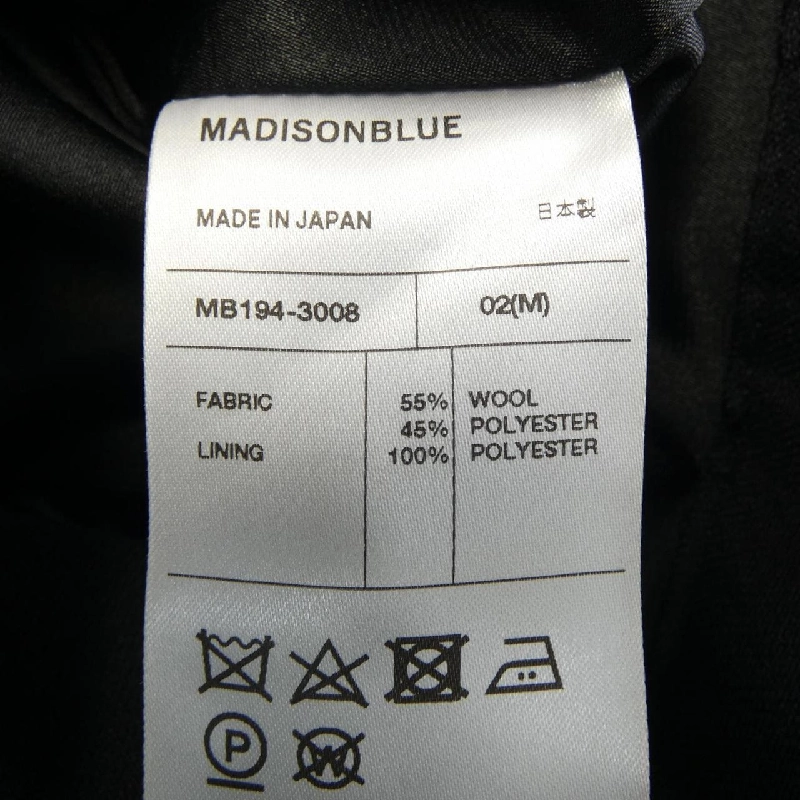 MADISONBLUE
MADE IN JAPAN 日本製
MB194-3008 02(M)
FABRIC 55% WOOL
45% POLYESTER
LINING 100% POLYESTER
P W